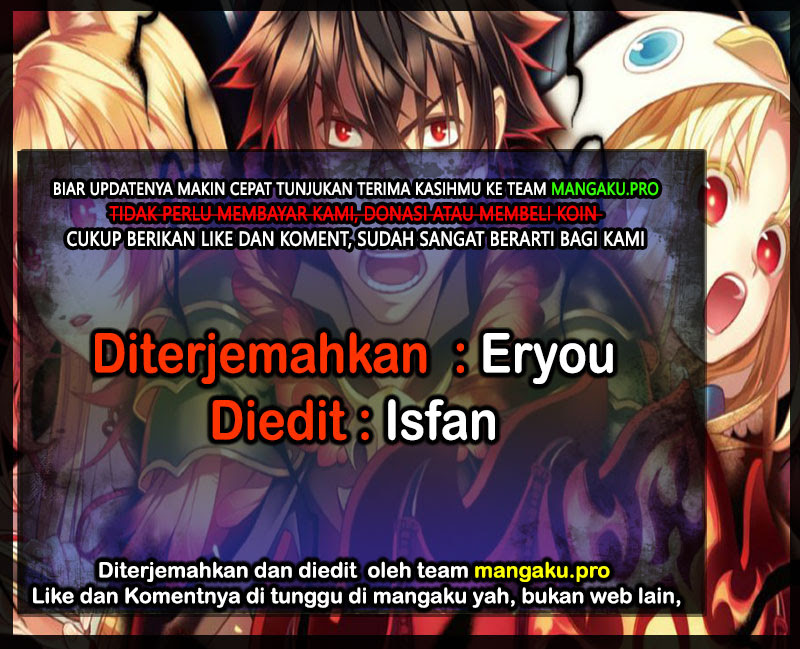 BIAR UPDATENYA MAKIN CEPAT TUNJUKAN TERIMA KASIHMU KE TEAM MANGAKU.PRO
TIDAK PERLU MEMBAYAR KAMI, DONASI ATAU MEMBELI KOIN
CUKUP BERIKAN LIKE DAN KOMENT, SUDAH SANGAT BERARTI BAGI KAMI
Diterjemahkan : Eryou
Diedit : Isfan
Diterjemahkan dan diedit oleh team mangaku.pro
Like dan Komentnya di tunggu di mangaku yah, bukan web lain,